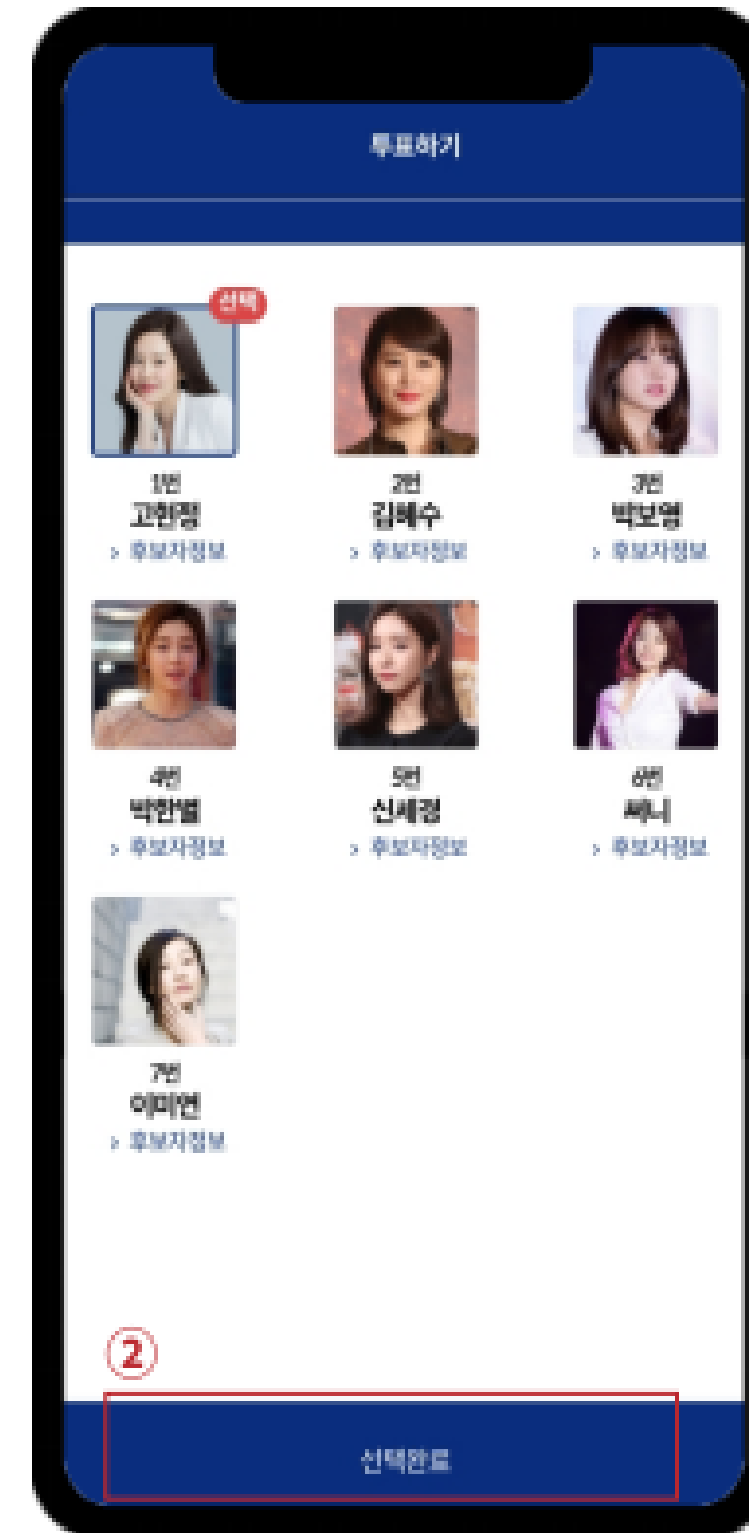 투표하기
선택
1번 2번 3번
고현정 김혜수 박보영
> 후보자정보 > 후보자정보 > 후보자정보
4번 5번 6번
박한별 신세경 써니
> 후보자정보 > 후보자정보 > 후보자정보
7번
이미연
> 후보자정보
②
선택완료